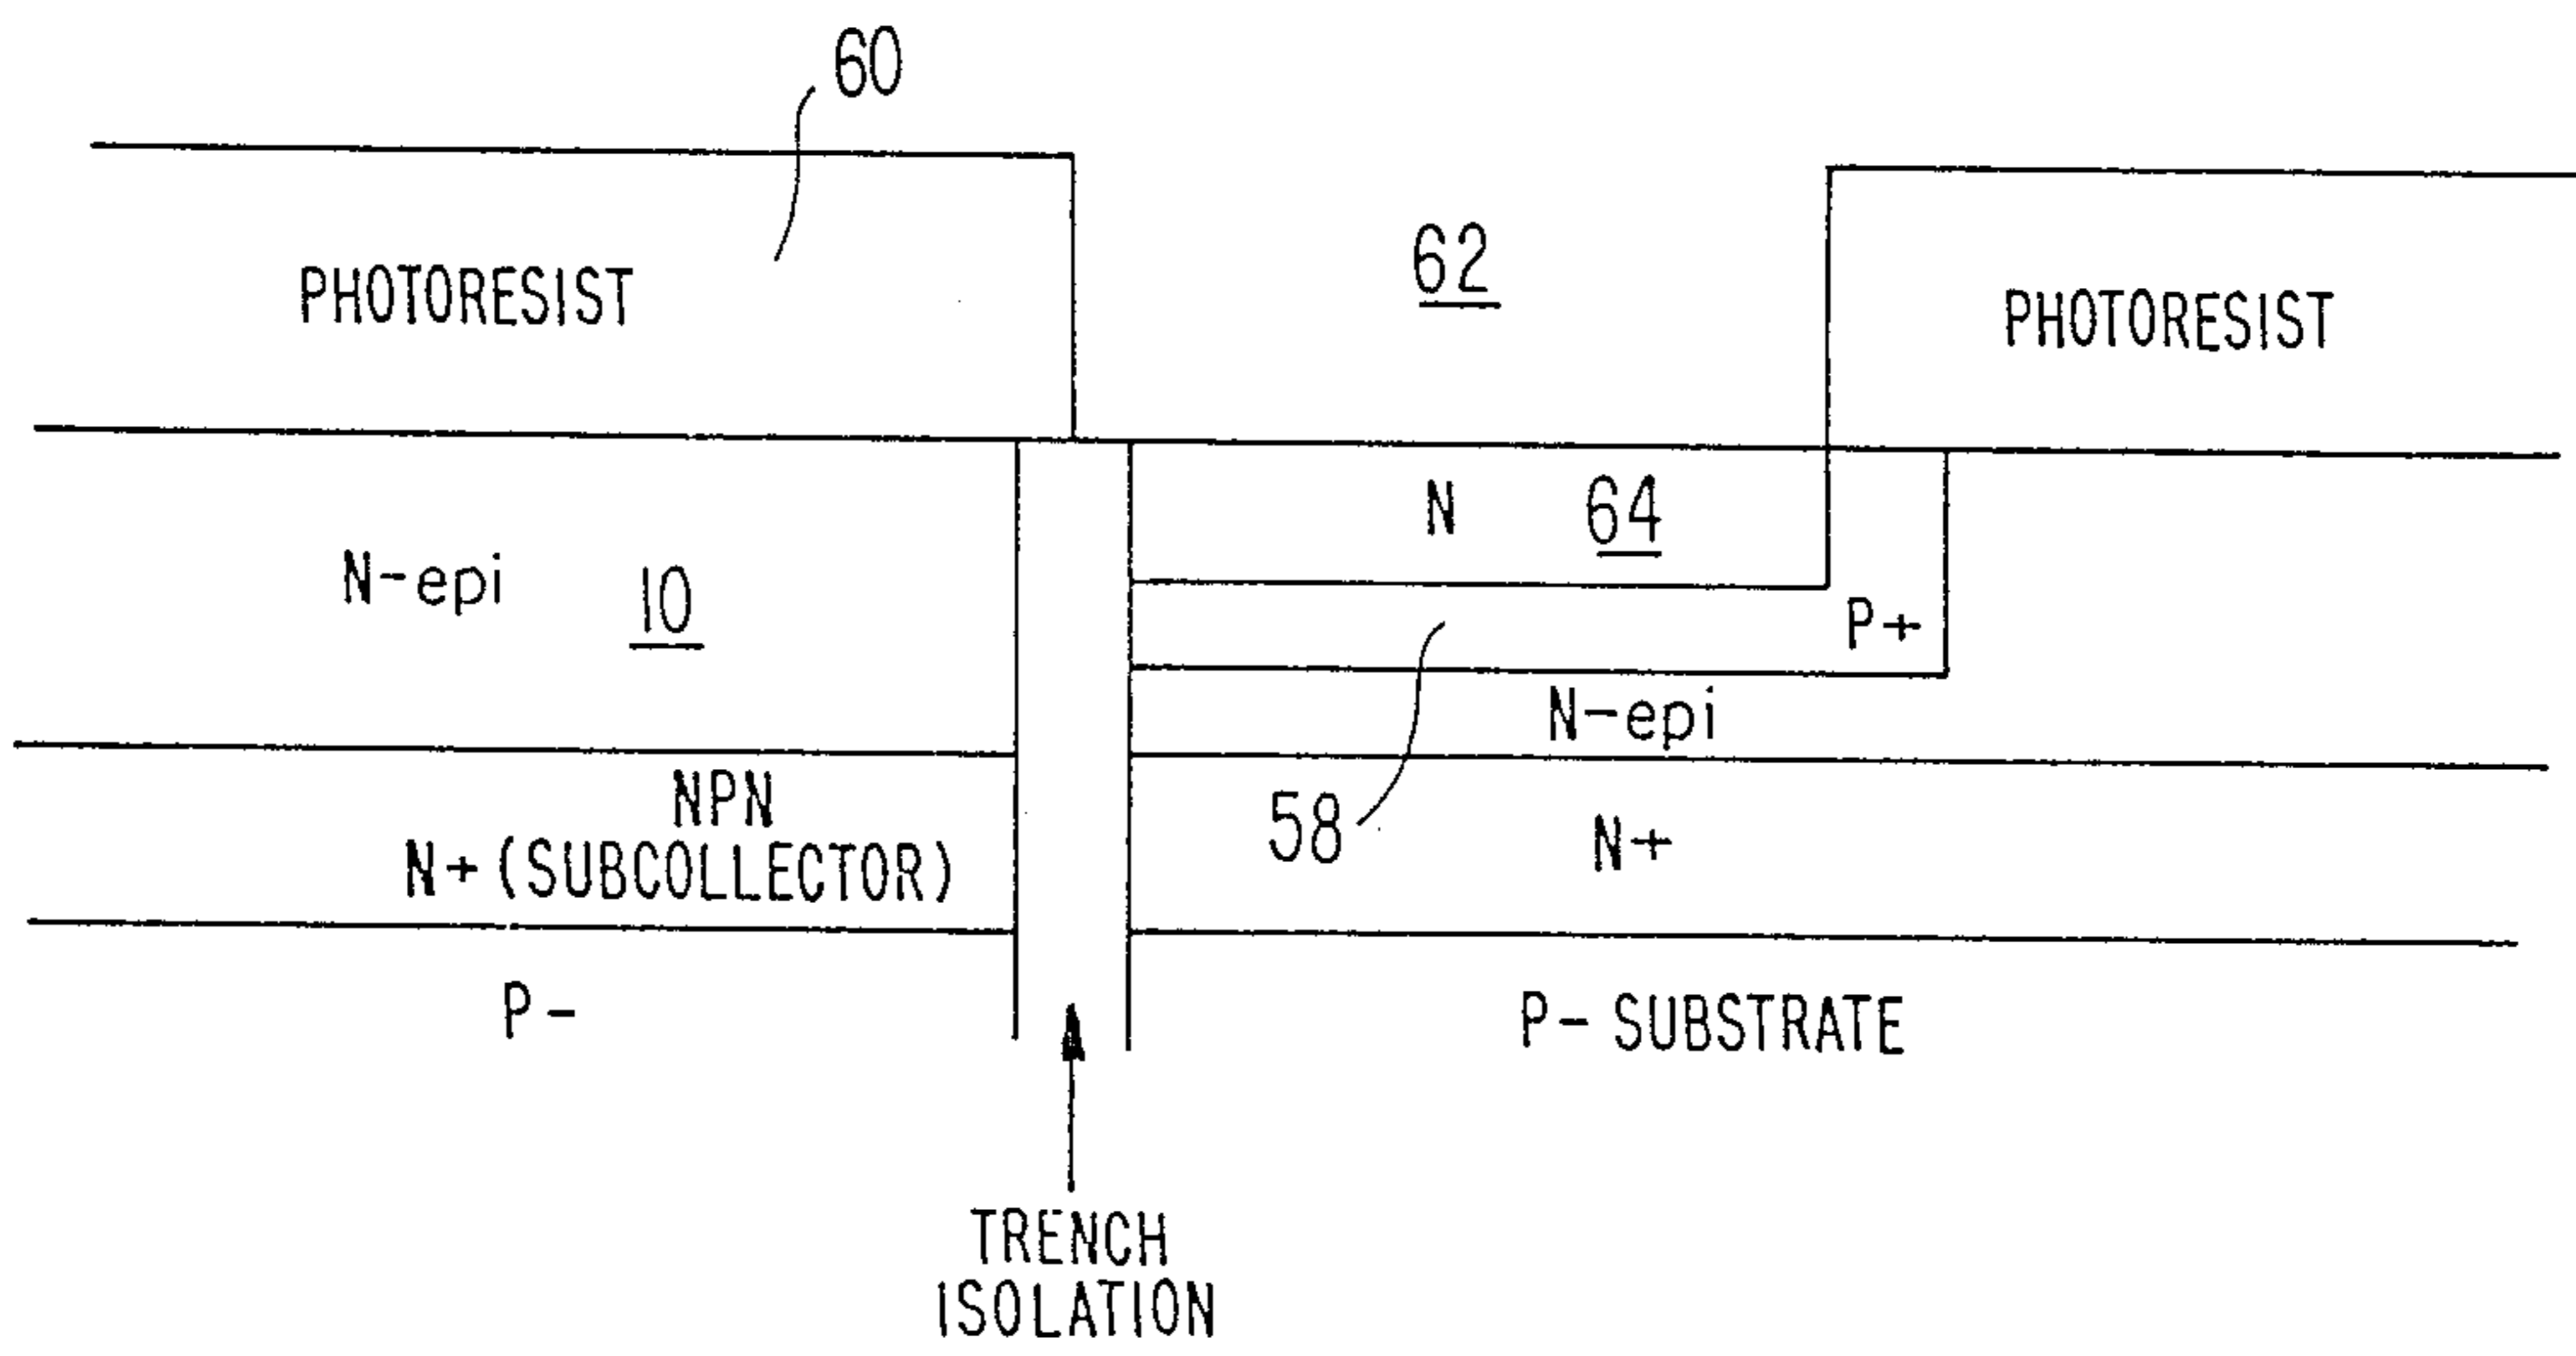 60
62
PHOTORESIST
PHOTORESIST
N
64
N-epi
10
P+
N-epi
NPN
N+ (SUBCOLLECTOR)
58
N+
P-
P- SUBSTRATE
TRENCH
ISOLATION